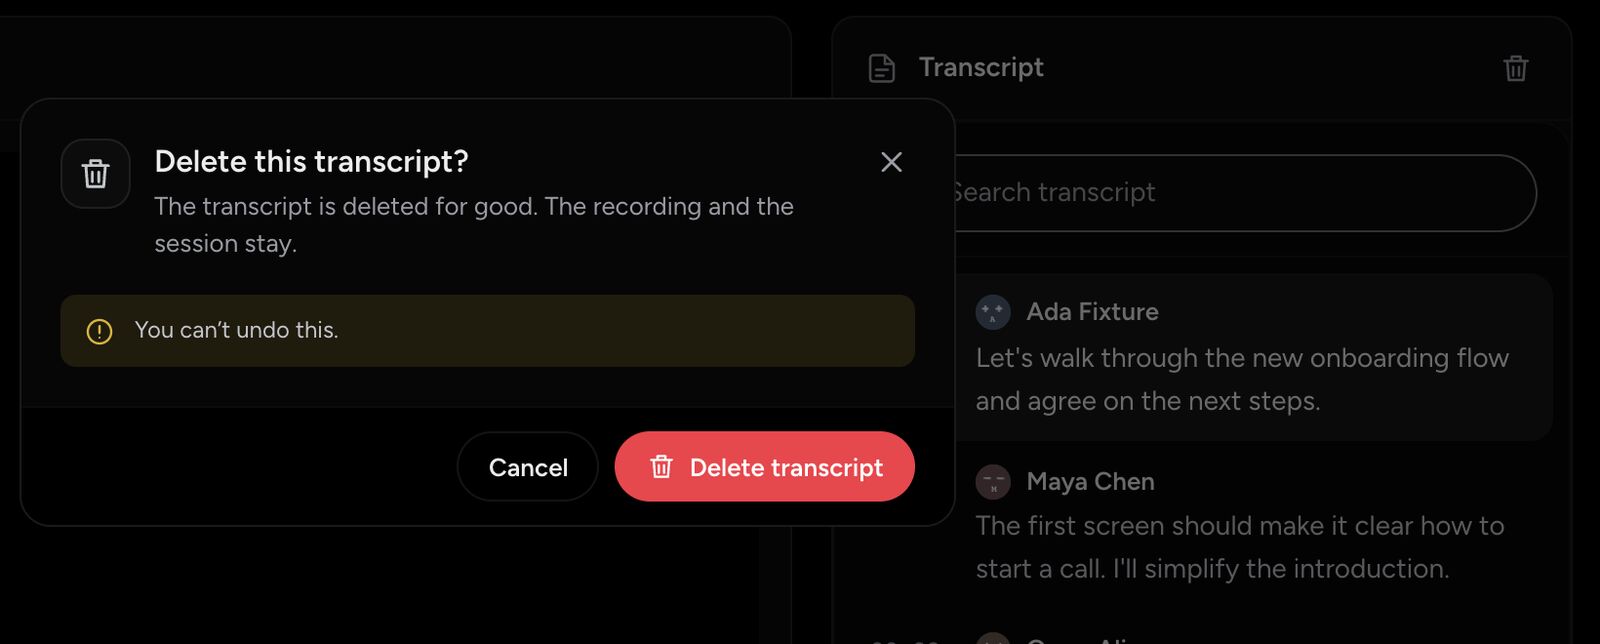 Transcript
Delete this transcript?
The transcript is deleted for good. The recording and the
session stay.
Search transcript
You can’t undo this.
Cancel
Delete transcript
Ada Fixture
Let's walk through the new onboarding flow
and agree on the next steps.
Maya Chen
The first screen should make it clear how to
start a call. I'll simplify the introduction.